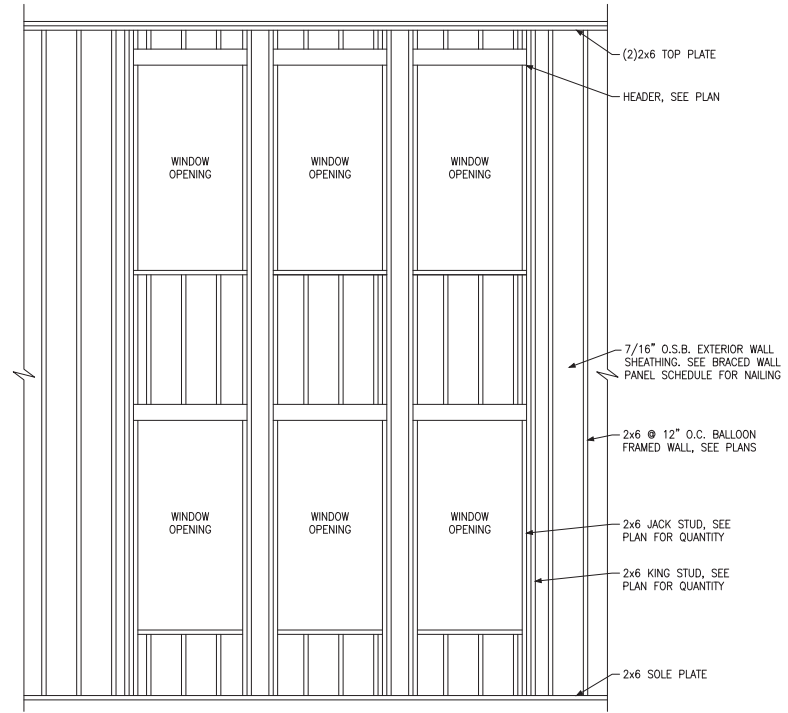 (2)2x6 TOP PLATE
HEADER, SEE PLAN
WINDOW
OPENING
WINDOW
OPENING
WINDOW
OPENING
7/16" O.S.B. EXTERIOR WALL
SHEATHING. SEE BRACED WALL
PANEL SCHEDULE FOR NAILING
2x6 @ 12" O.C. BALLOON
FRAMED WALL, SEE PLANS
WINDOW
OPENING
WINDOW
OPENING
WINDOW
OPENING
2x6 JACK STUD, SEE
PLAN FOR QUANTITY
2x6 KING STUD, SEE
PLAN FOR QUANTITY
2x6 SOLE PLATE